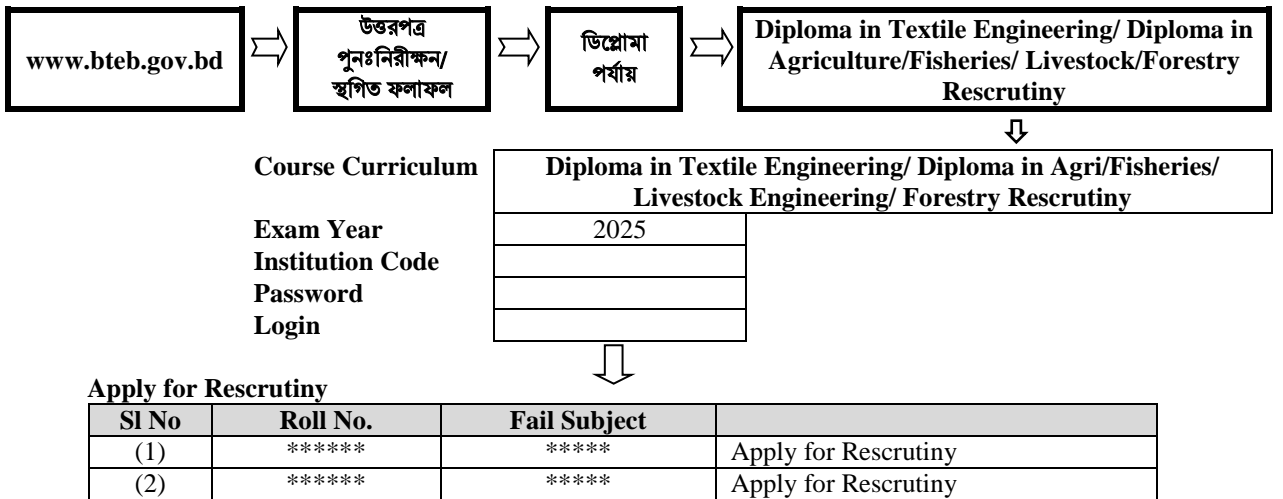 www.bteb.gov.bd
উত্তরপত্র
পুনঃনিরীক্ষন/
স্থগিত ফলাফল
ডিপ্লোমা
পর্যায়
Diploma in Textile Engineering/ Diploma in
Agriculture/Fisheries/ Livestock/Forestry
Rescrutiny
Course Curriculum
Diploma in Textile Engineering/ Diploma in Agri/Fisheries/
Livestock Engineering/ Forestry Rescrutiny
Exam Year 2025
Institution Code
Password
Login
Apply for Rescrutiny
Sl No Roll No. Fail Subject
(1) ****** ***** Apply for Rescrutiny
(2) ****** ***** Apply for Rescrutiny